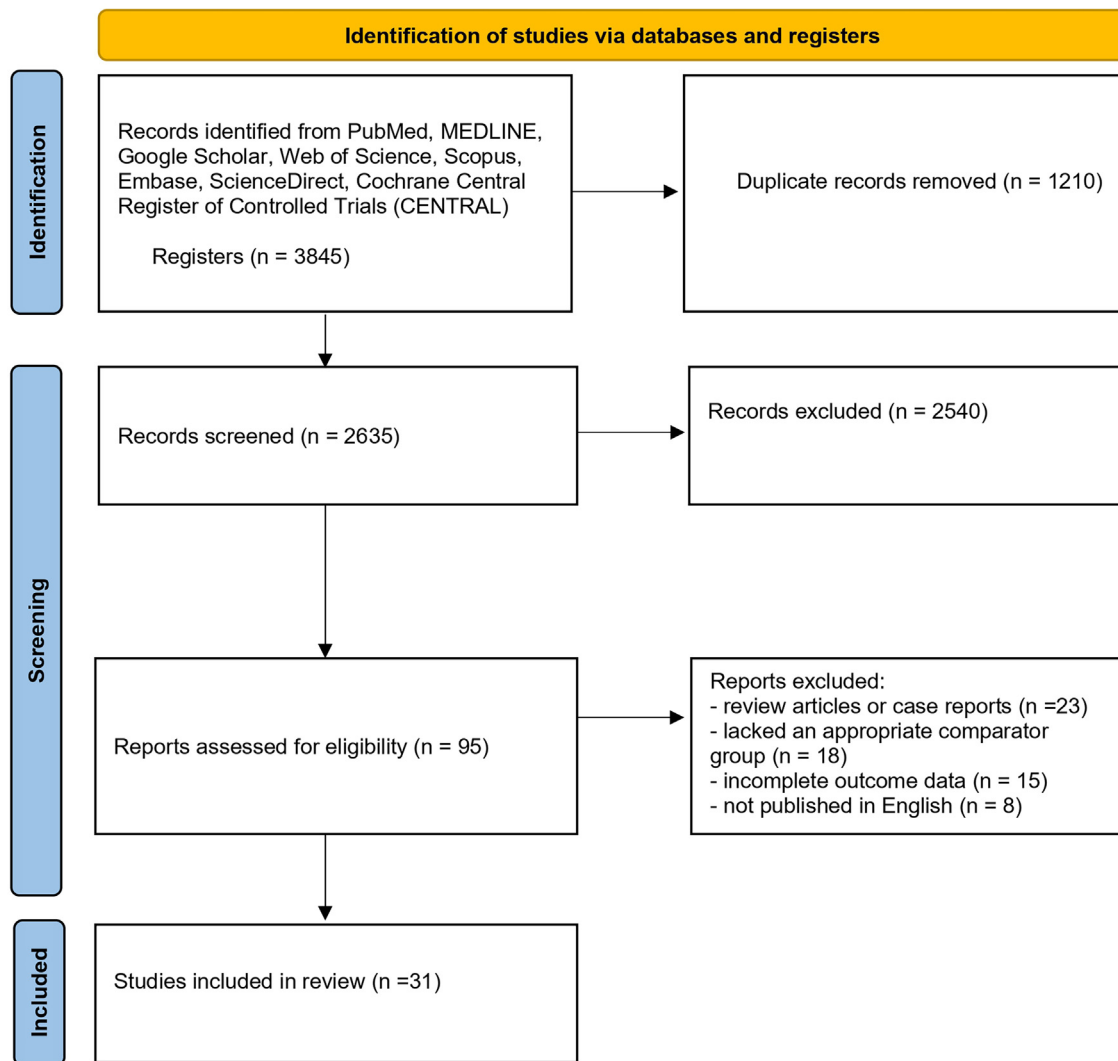 Identification of studies via databases and registers
Identification
Records identified from PubMed, MEDLINE,
Google Scholar, Web of Science, Scopus,
Embase, ScienceDirect, Cochrane Central
Register of Controlled Trials (CENTRAL)
Registers (n = 3845)
Duplicate records removed (n = 1210)
Screening
Records screened (n = 2635)
Records excluded (n = 2540)
Reports assessed for eligibility (n = 95)
Reports excluded:
- review articles or case reports (n =23)
- lacked an appropriate comparator
group (n = 18)
- incomplete outcome data (n = 15)
- not published in English (n = 8)
Included
Studies included in review (n =31)